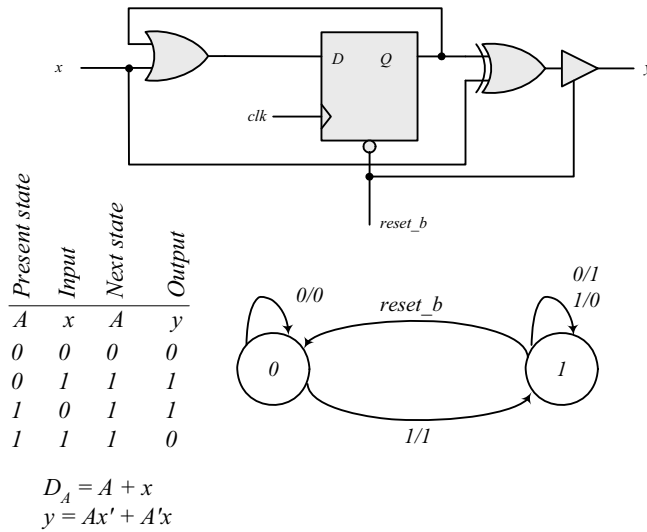 x
D Q
y
clk
reset_b
Present state
Input
Next state
Output
A x A y
0 0 0 0
0 1 1 1
1 0 1 1
1 1 1 0
0/0
reset_b
0/1
1/0
0
1
1/1
D_A = A + x
y = Ax' + A'x